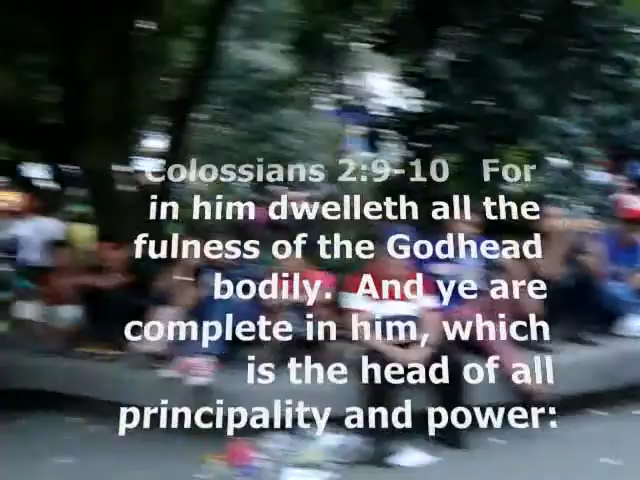 Colossians 2:9-10 For
in him dwelleth all the
fulness of the Godhead
bodily. And ye are
complete in him, which
is the head of all
principality and power: